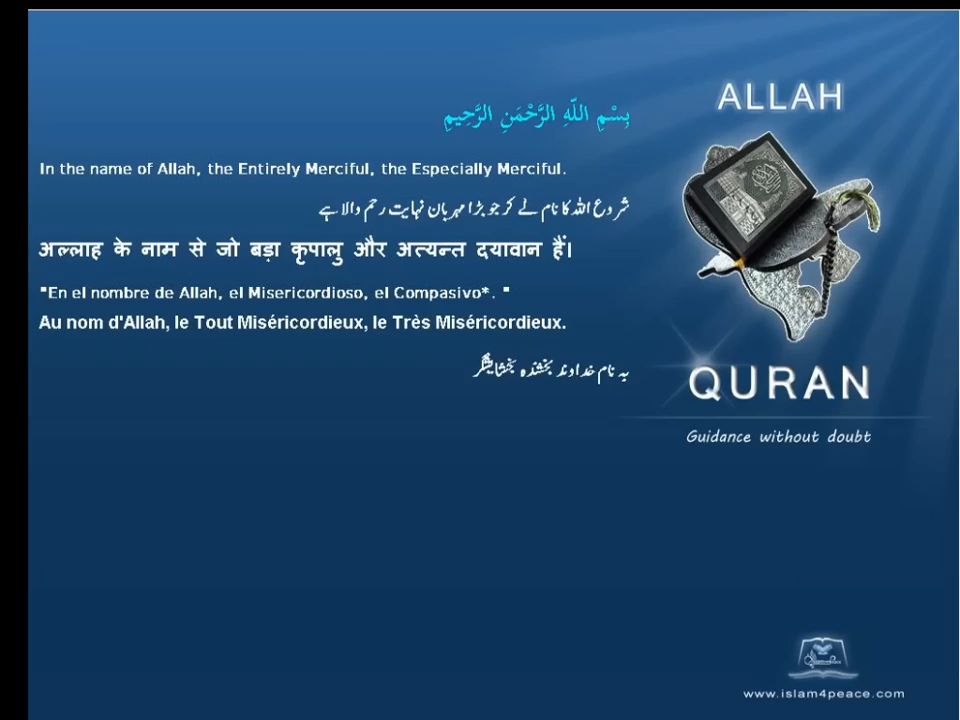 بِسْمِ اللَّهِ الرَّحْمَنِ الرَّحِيمِ
In the name of Allah, the Entirely Merciful, the Especially Merciful.
شروع الله کا نام لے کر جو بڑا مہربان نہایت رحم والا ہے
अल्लाह के नाम से जो बड़ा कृपालु और अत्यन्त दयावान हैं।
"En el nombre de Allah, el Misericordioso, el Compasivo*. "
Au nom d'Allah, le Tout Miséricordieux, le Très Miséricordieux.
به نام خداوند بخشنده بخشایشگر
ALLAH
QURAN
Guidance without doubt
www.islam4peace.com